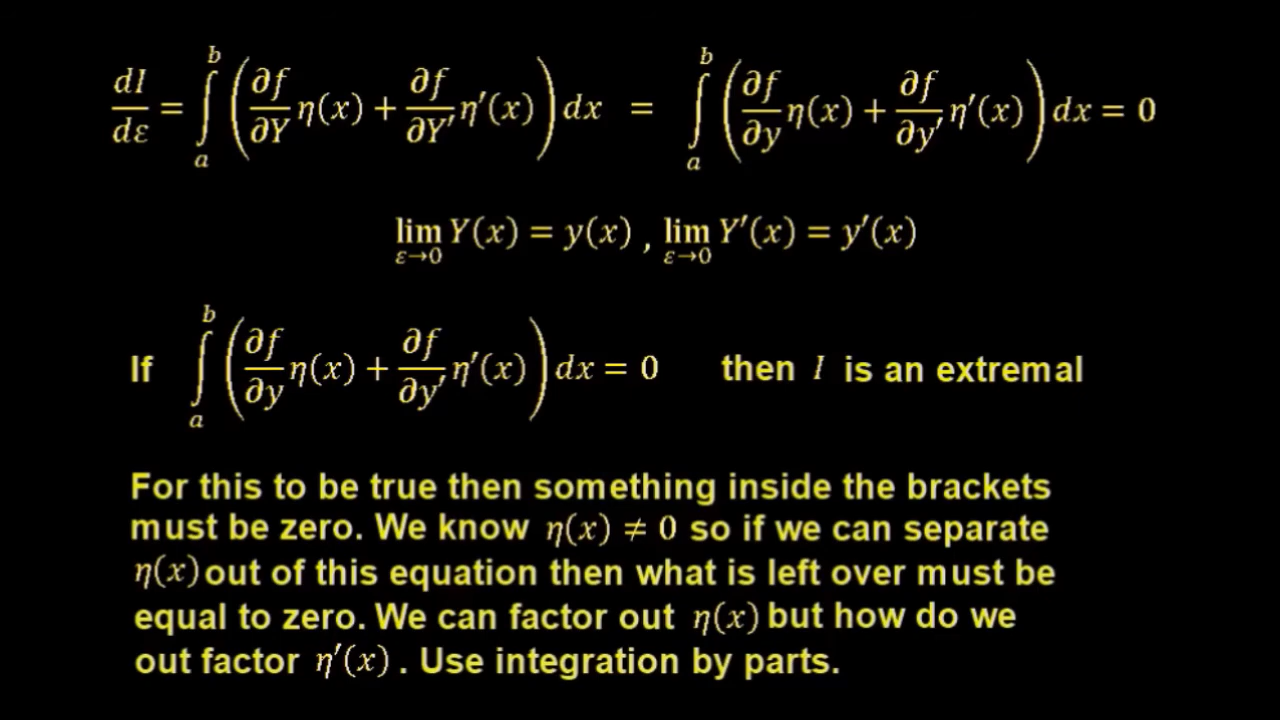 dI/dε = ∫_a^b (∂f/∂Y η(x) + ∂f/∂Y' η'(x)) dx = ∫_a^b (∂f/∂y η(x) + ∂f/∂y' η'(x)) dx = 0
lim_{ε→0} Y(x) = y(x) , lim_{ε→0} Y'(x) = y'(x)
If ∫_a^b (∂f/∂y η(x) + ∂f/∂y' η'(x)) dx = 0 then I is an extremal
For this to be true then something inside the brackets
must be zero. We know η(x) ≠ 0 so if we can separate
η(x) out of this equation then what is left over must be
equal to zero. We can factor out η(x) but how do we
out factor η'(x) . Use integration by parts.